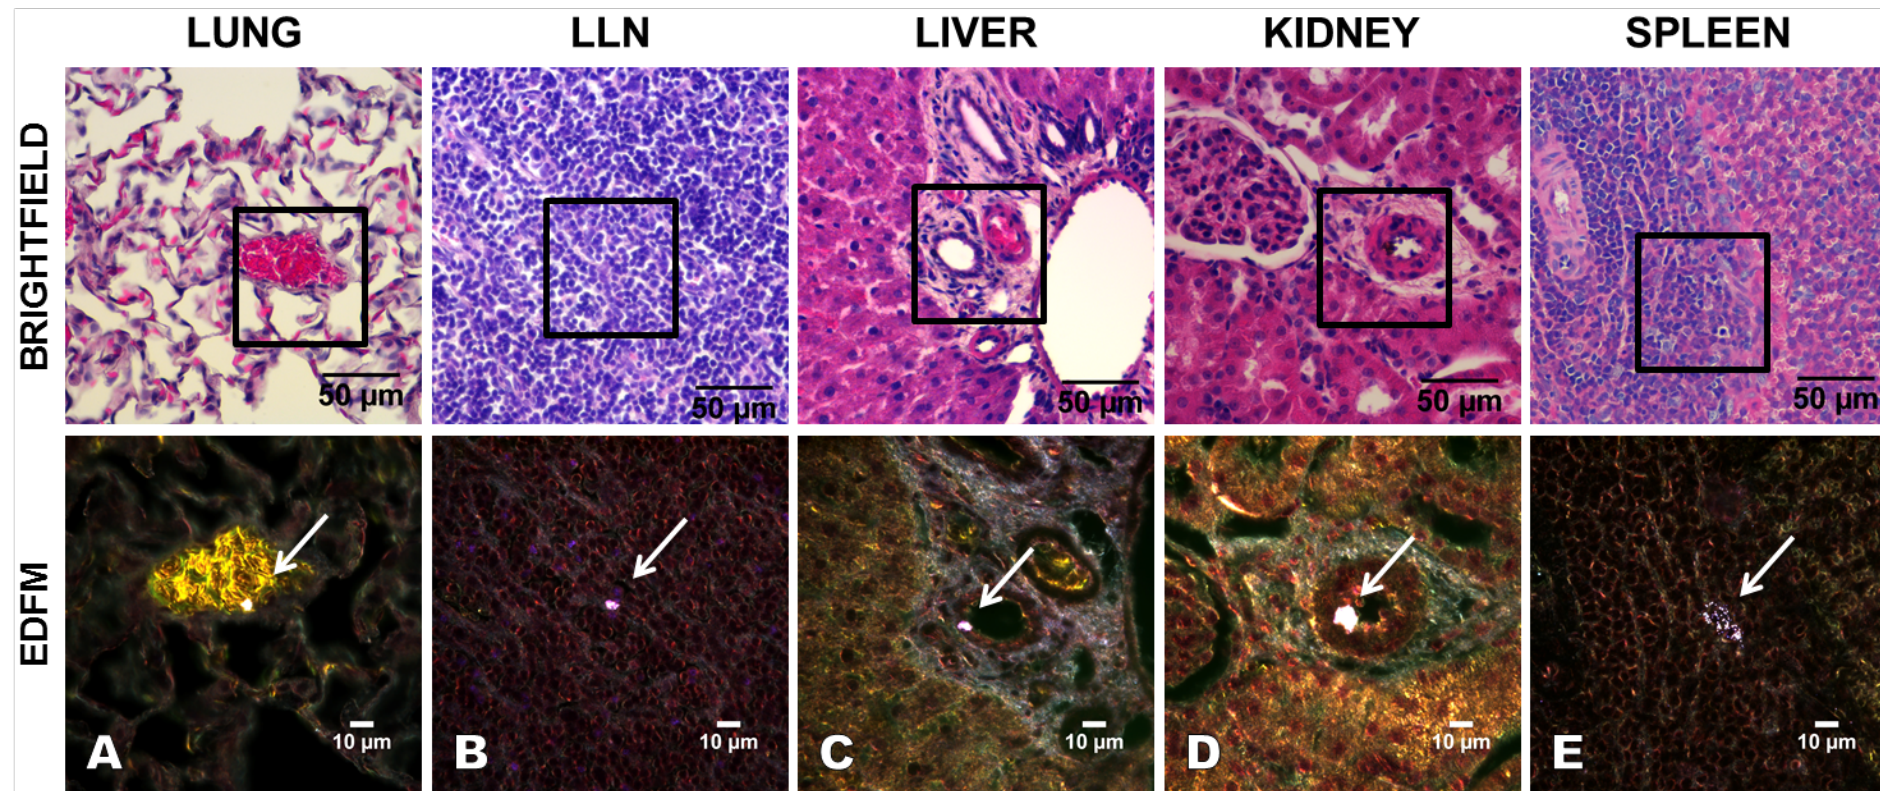 LUNG LLN LIVER KIDNEY SPLEEN
BRIGHTFIELD
50 µm 50 µm 50 µm 50 µm 50 µm
EDFM
10 µm 10 µm 10 µm 10 µm 10 µm
A B C D E